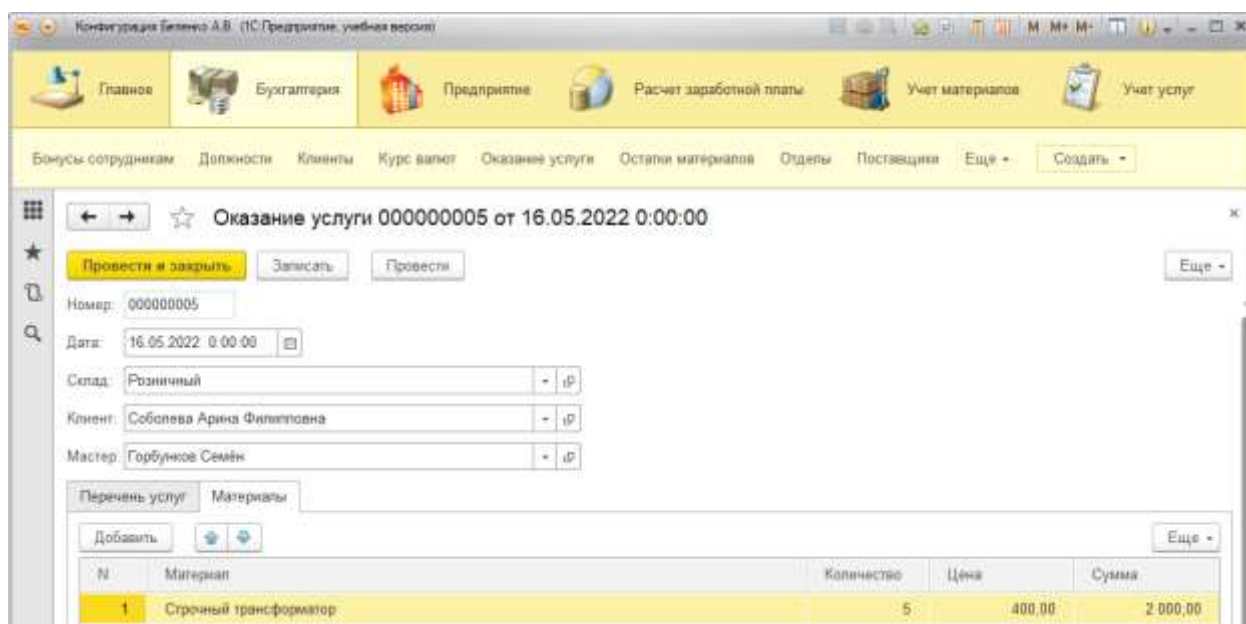 Конфигурация Беленко А.В. (1С:Предприятие, учебная версия)
M M+ M-
Главное Бухгалтерия Предприятие Расчет заработной платы Учет материалов Учет услуг
Бонусы сотрудникам Должности Клиенты Курс валют Оказание услуги Остатки материалов Отделы Поставщики Еще Создать
Оказание услуги 000000005 от 16.05.2022 0:00:00
Провести и закрыть Записать Провести Еще
Номер: 000000005
Дата: 16.05.2022 0:00:00
Склад: Розничный
Клиент: Соболева Арина Филипповна
Мастер: Горбунков Семён
Перечень услуг Материалы
Добавить Еще
N Материал Количество Цена Сумма
1 Строчный трансформатор 5 400,00 2 000,00